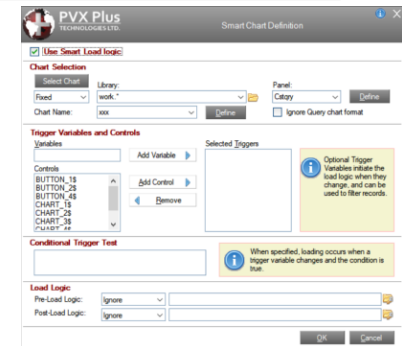 PVX Plus
TECHNOLOGIES LTD.
Smart Chart Definition
Use Smart Load logic
Chart Selection
Select Chart
Library:
Panel:
Fixed
work.*
Catqry
Define
Chart Name:
xxx
Define
Ignore Query chart format
Trigger Variables and Controls
Variables
Selected Triggers
Add Variable
Controls
BUTTON_1$
BUTTON_2$
BUTTON_4$
CHART_1$
CHART_2$
CHART_3$
CHART_4$
Add Control
Remove
Optional Trigger
Variables initiate the
load logic when they
change, and can be
used to filter records.
Conditional Trigger Test
When specified, loading occurs when a
trigger variable changes and the condition is
true.
Load Logic
Pre-Load Logic:
Ignore
Post-Load Logic:
Ignore
OK
Cancel